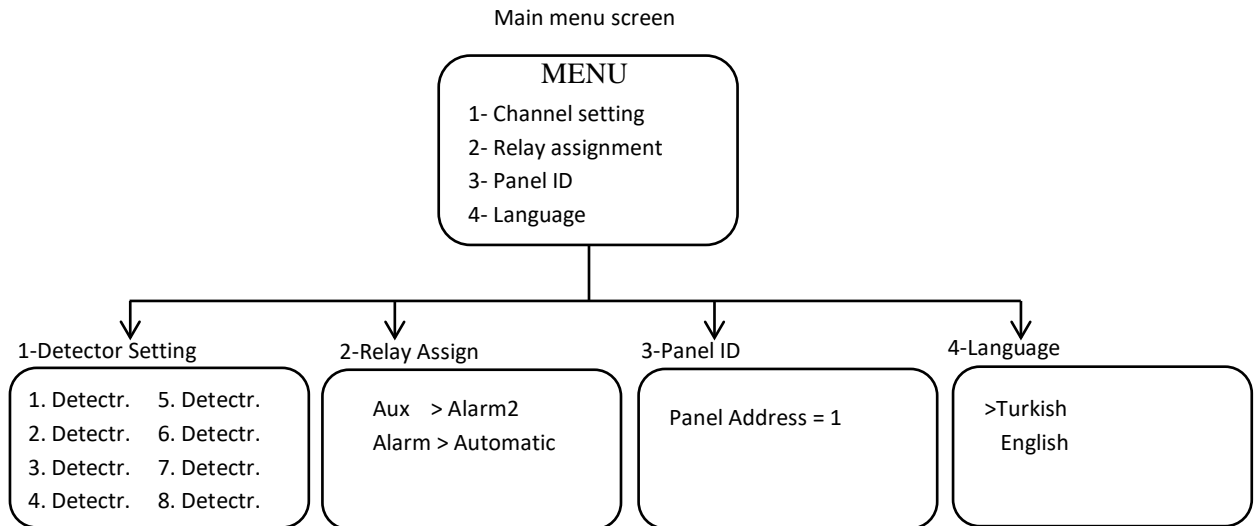 Main menu screen
MENU
1- Channel setting
2- Relay assignment
3- Panel ID
4- Language
1-Detector Setting
1. Detectr. 5. Detectr.
2. Detectr. 6. Detectr.
3. Detectr. 7. Detectr.
4. Detectr. 8. Detectr.
2-Relay Assign
Aux > Alarm2
Alarm > Automatic
3-Panel ID
Panel Address = 1
4-Language
>Turkish
English